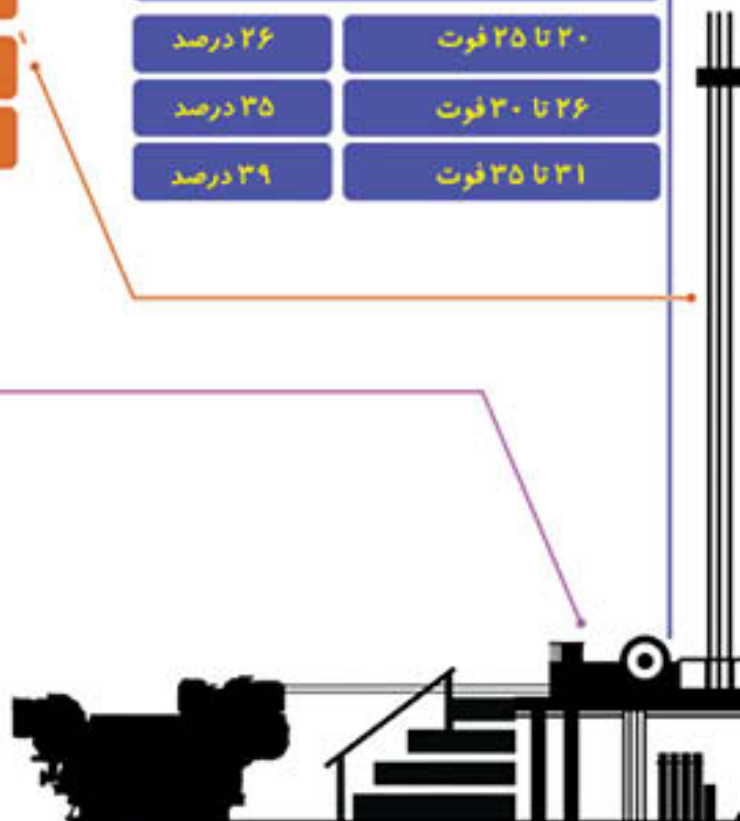 ۲۰ تا ۲۵ فوت ۲۶ درصد
۲۶ تا ۳۰ فوت ۳۵ درصد
۳۱ تا ۳۵ فوت ۳۹ درصد